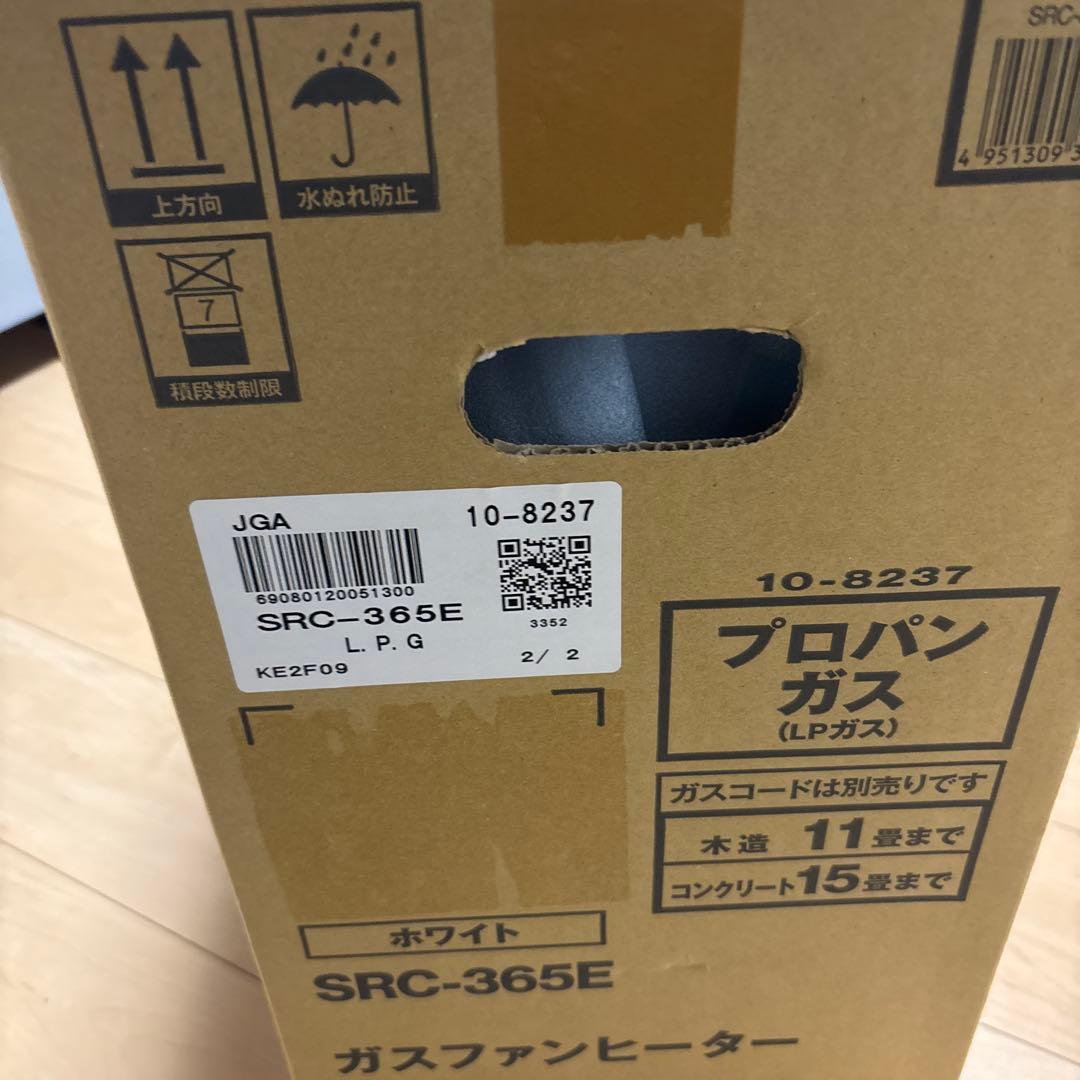 上方向
水ぬれ防止
7
積段数制限
SRC-
4 951309 3
JGA
10-8237
69080120051300
SRC-365E
3352
L.P.G
KE2F09
2/ 2
10-8237
プロパン
ガス
(LPガス)
ガスコードは別売りです
木造 11畳まで
コンクリート15畳まで
ホワイト
SRC-365E
ガスファンヒーター